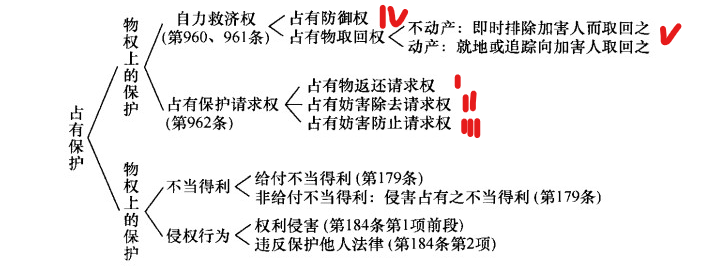 占有保护
物权上的保护
自力救济权
(第960、961条)
占有防御权 IV
占有物取回权
不动产：即时排除加害人而取回之
动产：就地或追踪向加害人取回之
V
占有保护请求权
(第962条)
占有物返还请求权 I
占有妨害除去请求权 II
占有妨害防止请求权 III
物权上的保护
不当得利
给付不当得利 (第179条)
非给付不当得利：侵害占有之不当得利 (第179条)
侵权行为
权利侵害 (第184条第1项前段)
违反保护他人法律 (第184条第2项)